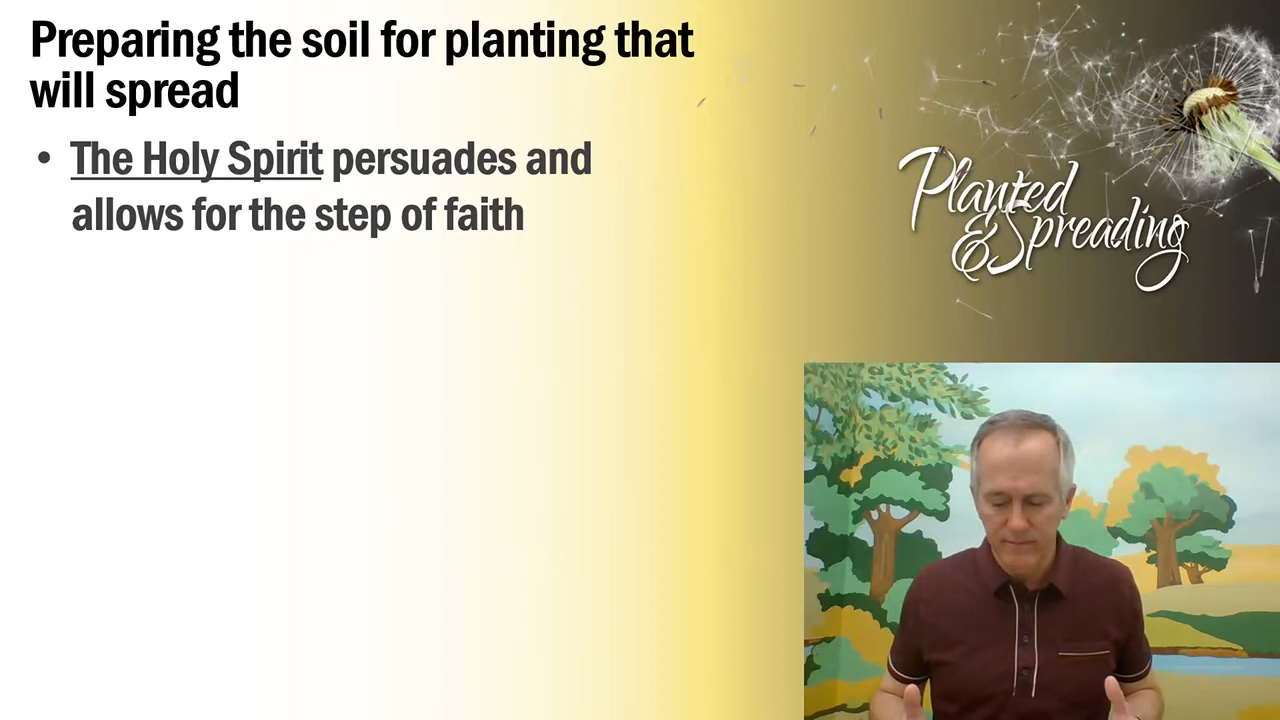 Preparing the soil for planting that
will spread
• The Holy Spirit persuades and
allows for the step of faith
Planted
&Spreading